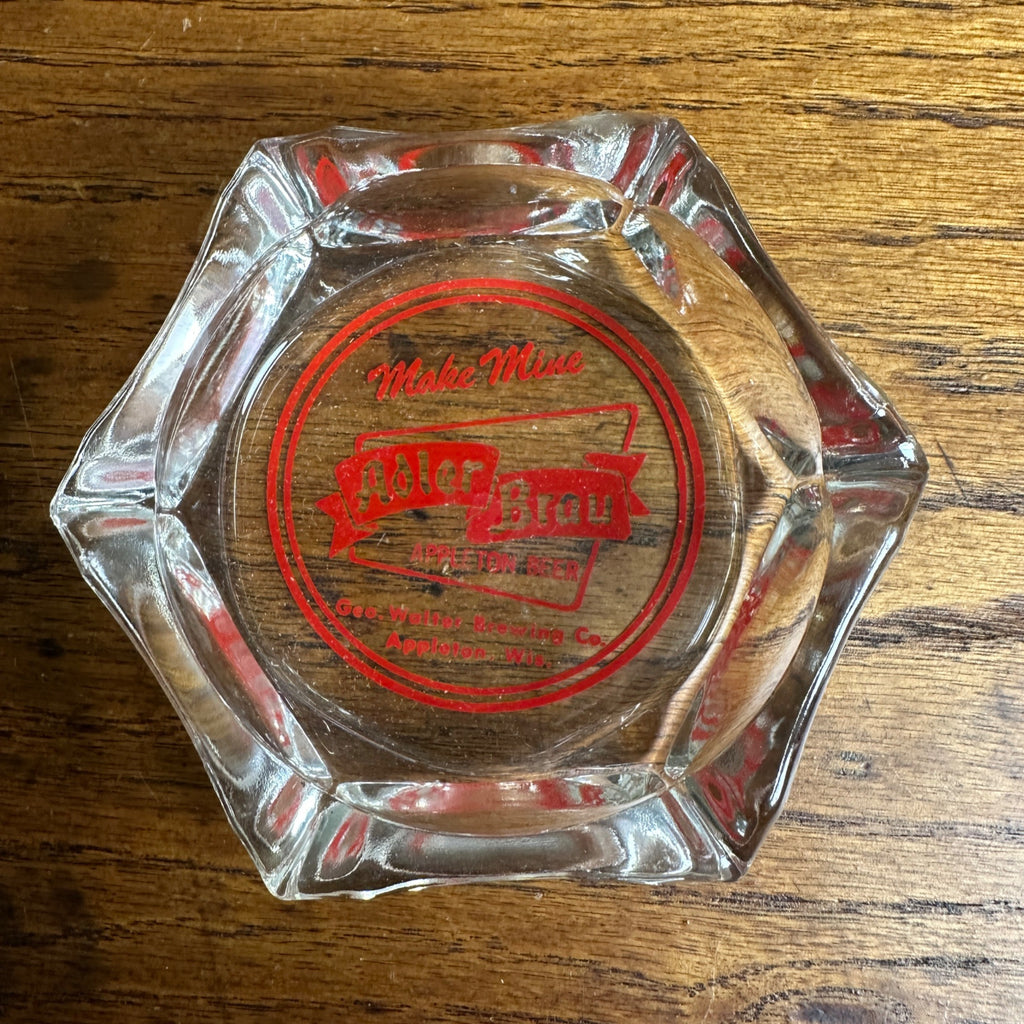 Make Mine
Adler Brau
APPLETON BEER
Geo. Walter Brewing Co.
Appleton, Wis.